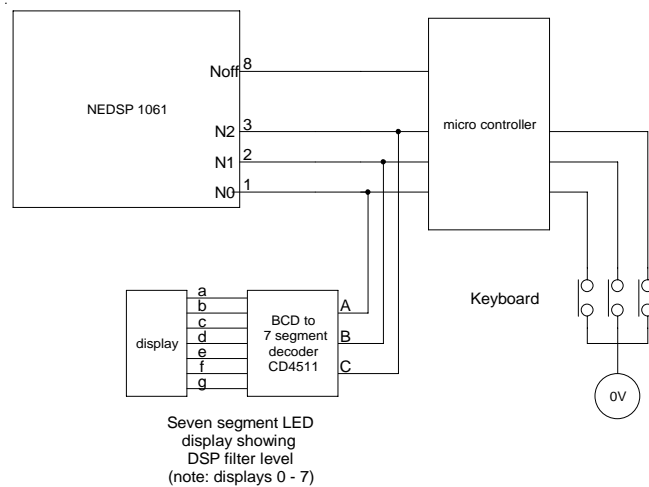 Noff 8
NEDSP 1061
N2 3
N1 2
N0 1
micro controller
Keyboard
0V
display
a
b
c
d
e
f
g
BCD to
7 segment
decoder
CD4511
A
B
C
Seven segment LED
display showing
DSP filter level
(note: displays 0 - 7)